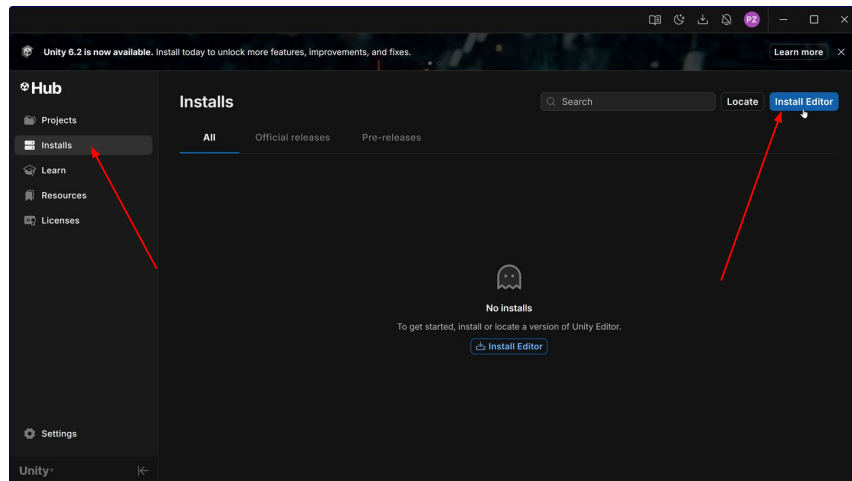 PZ
Unity 6.2 is now available. Install today to unlock more features, improvements, and fixes.
Learn more
Hub
Projects
Installs
Learn
Resources
Licenses
Settings
Unity
Installs
Search
Locate
Install Editor
All
Official releases
Pre-releases
No installs
To get started, install or locate a version of Unity Editor.
Install Editor